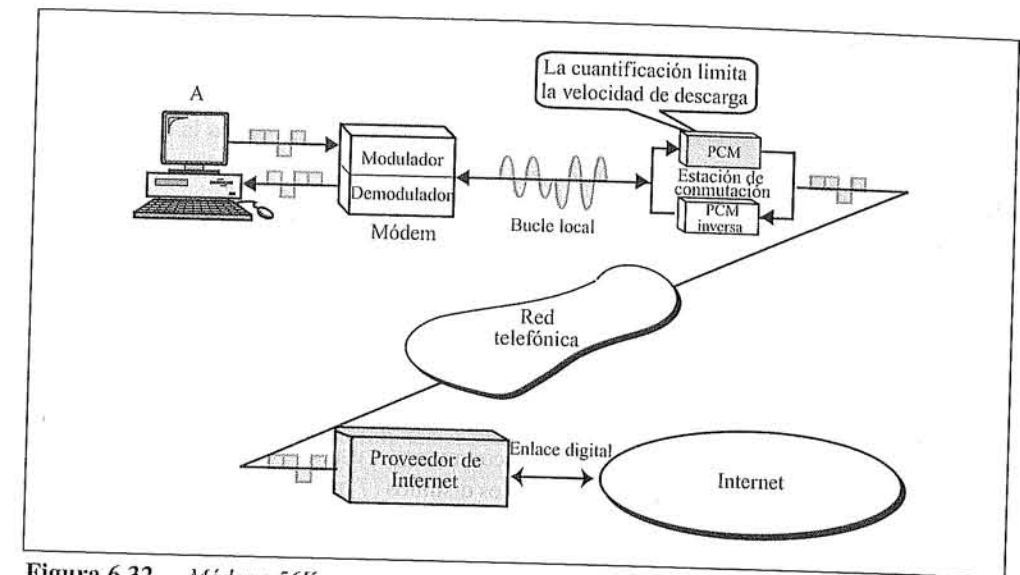 La cuantificación limita
la velocidad de descarga
A
Modulador
Demodulador
Módem
Bucle local
PCM
Estación de
conmutación
PCM
inversa
Red
telefónica
Proveedor de
Internet
Enlace digital
Internet
Figura 6.32